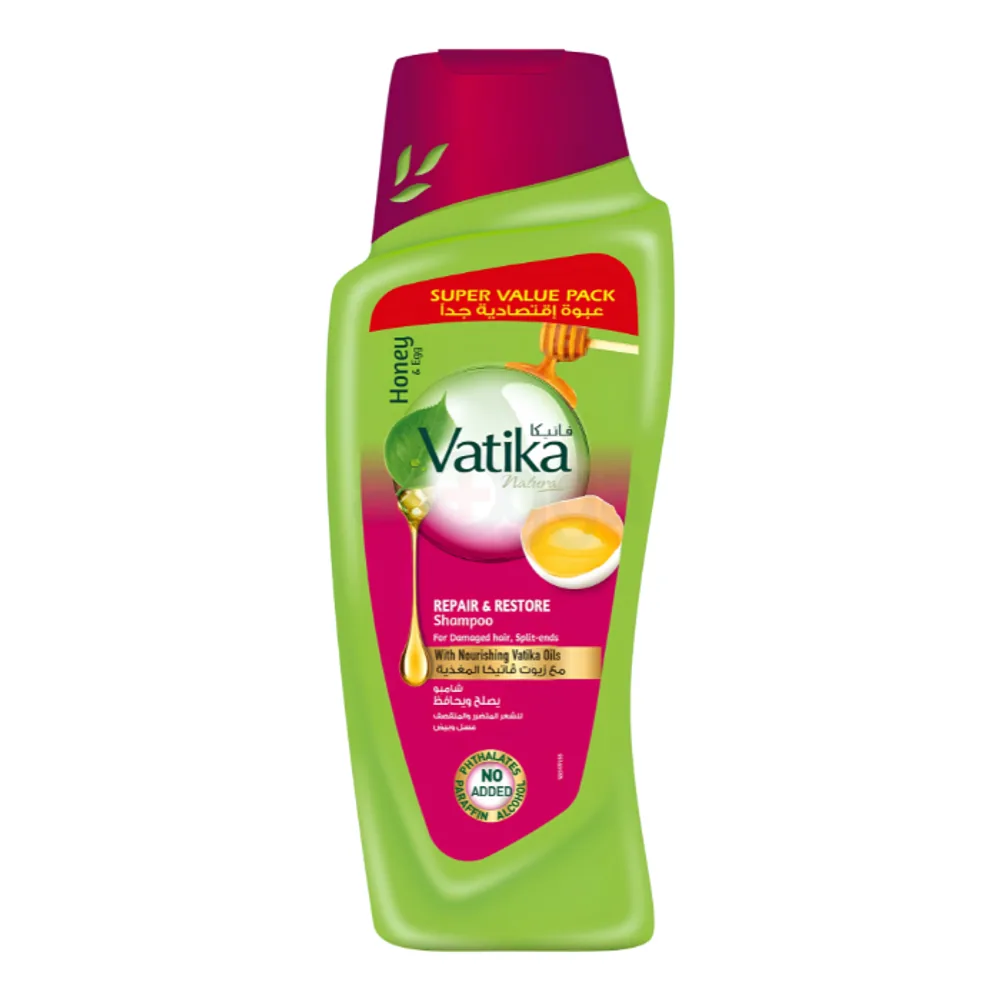 SUPER VALUE PACK
عبوة إقتصادية جداً
Honey
& Egg
فاتيكا
Vatika
Naturals
REPAIR & RESTORE
Shampoo
For Damaged hair, Split-ends
With Nourishing Vatika Oils
مع زيوت ڤاتيكا المغذية
شامبو
يصلح ويحافظ
للشعر المتضرر والمتقصف
عسل وبيض
PHTHALATES
NO
ADDED
PARAFFIN ALCOHOL